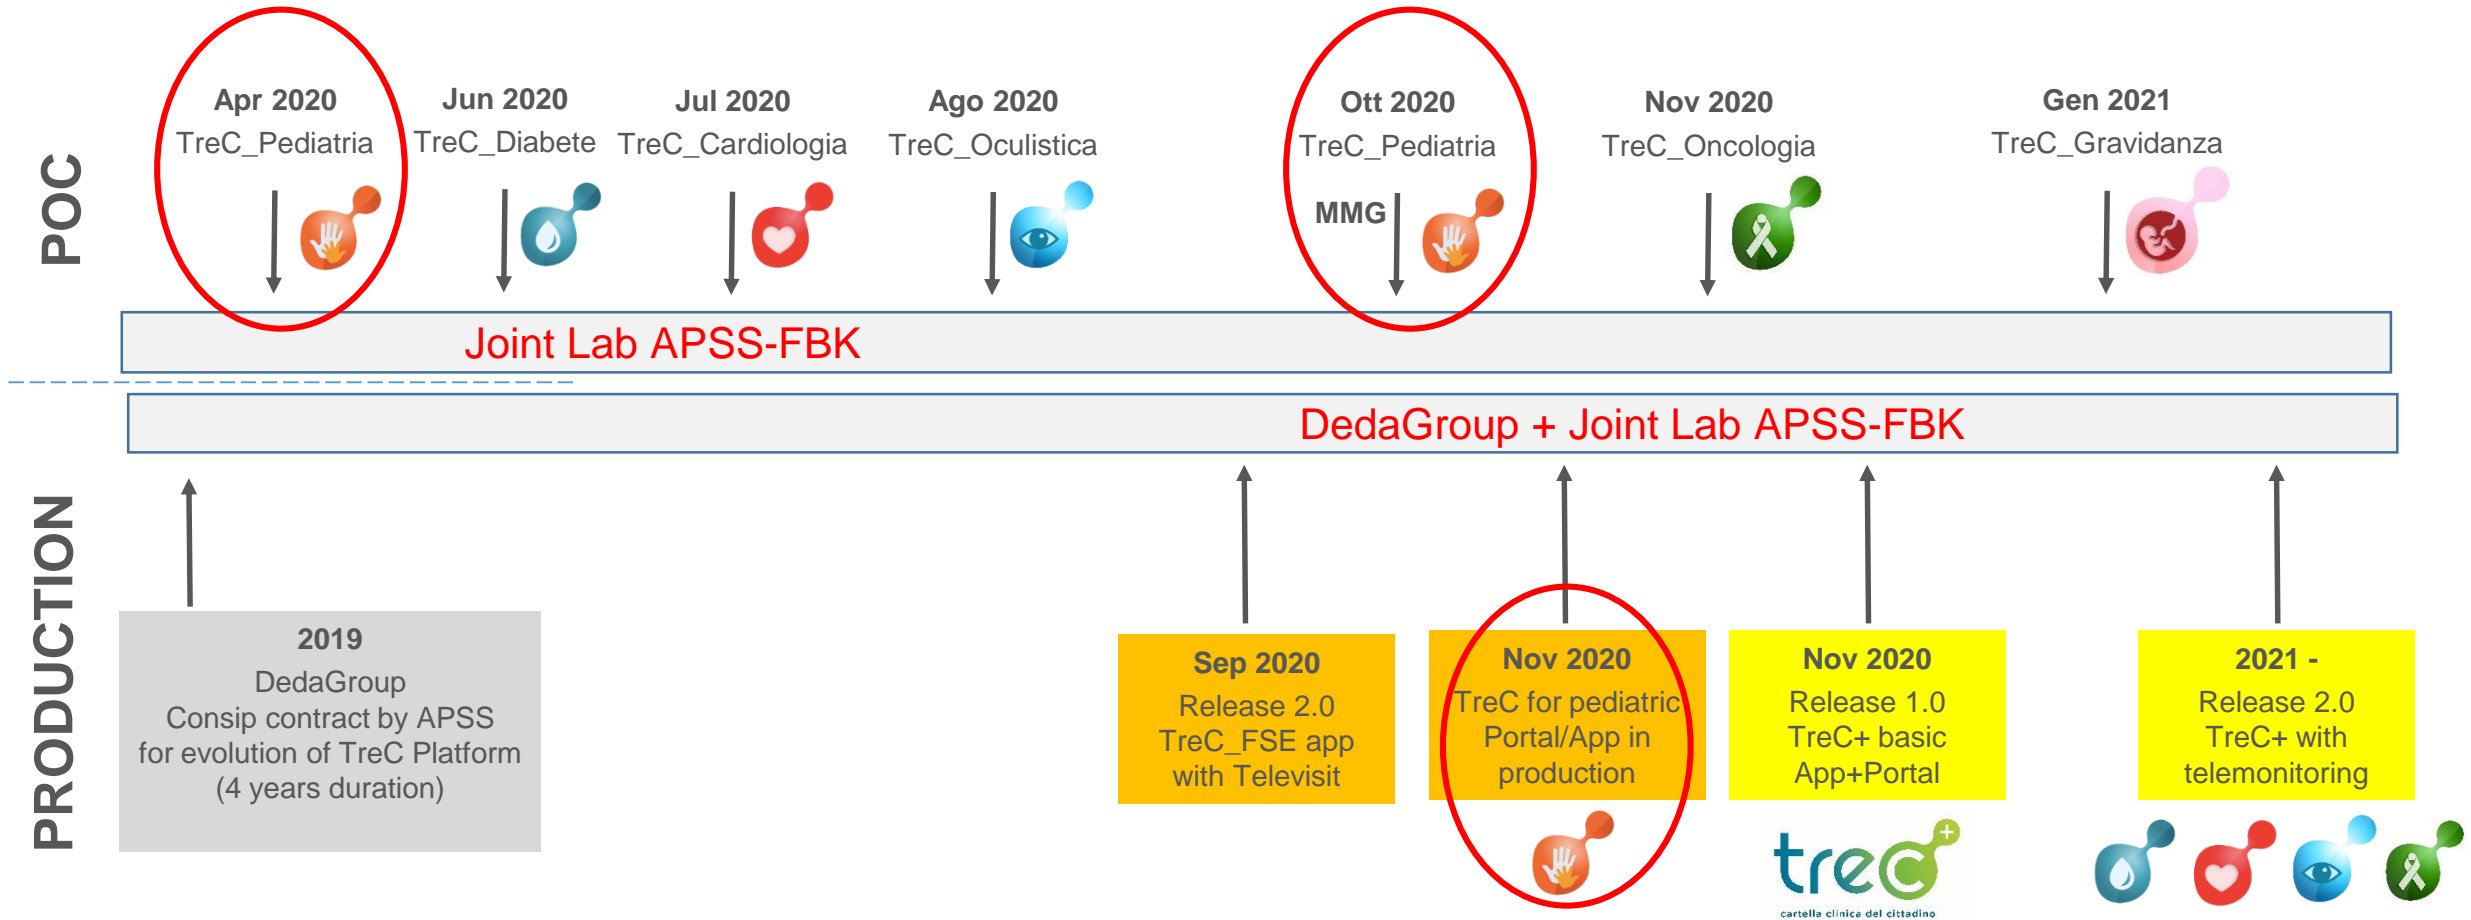 POC
Apr 2020
TreC_Pediatria
Jun 2020
TreC_Diabete
Jul 2020
TreC_Cardiologia
Ago 2020
TreC_Oculistica
Ott 2020
TreC_Pediatria
MMG
Nov 2020
TreC_Oncologia
Gen 2021
TreC_Gravidanza
Joint Lab APSS-FBK
DedaGroup + Joint Lab APSS-FBK
PRODUCTION
2019
DedaGroup
Consip contract by APSS
for evolution of TreC Platform
(4 years duration)
Sep 2020
Release 2.0
TreC_FSE app
with Televisit
Nov 2020
TreC for pediatric
Portal/App in
production
Nov 2020
Release 1.0
TreC+ basic
App+Portal
2021 -
Release 2.0
TreC+ with
telemonitoring
trec+
cartella clinica del cittadino